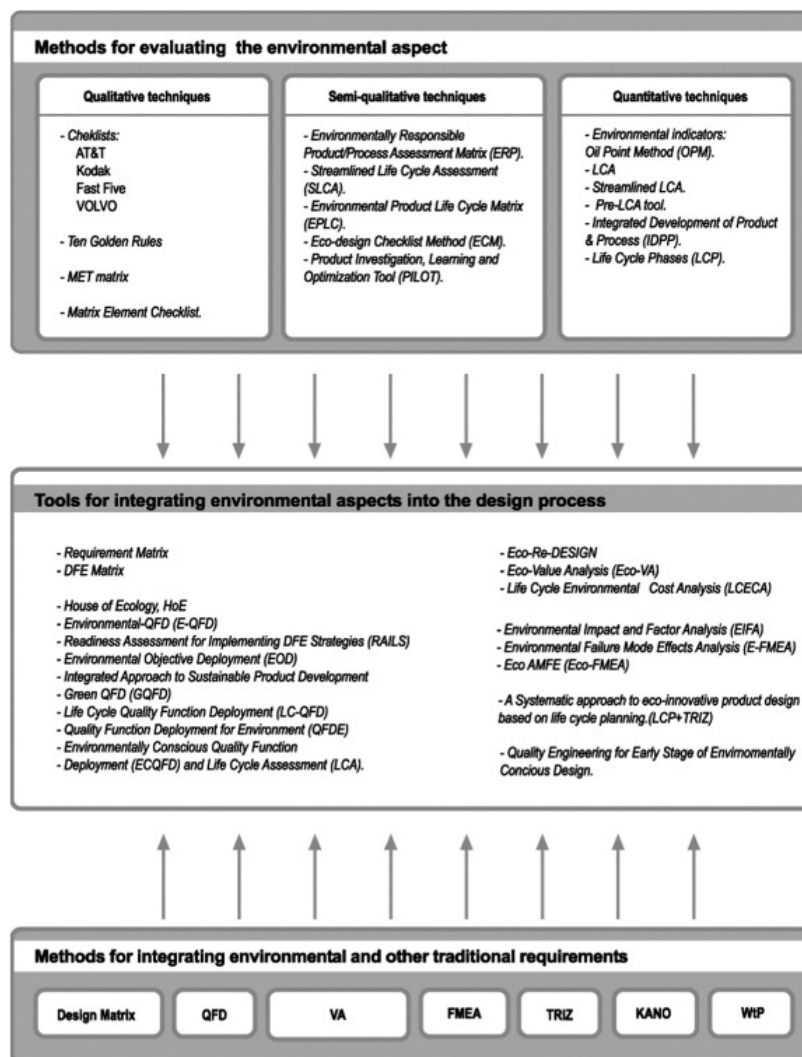 Methods for evaluating the environmental aspect
Qualitative techniques
- Cheklists:
AT&T
Kodak
Fast Five
VOLVO
- Ten Golden Rules
- MET matrix
- Matrix Element Checklist.
Semi-qualitative techniques
- Environmentally Responsible
Product/Process Assessment Matrix (ERP).
- Streamlined Life Cycle Assessment
(SLCA).
- Environmental Product Life Cycle Matrix
(EPLC).
- Eco-design Checklist Method (ECM).
- Product Investigation, Learning and
Optimization Tool (PILOT).
Quantitative techniques
- Environmental indicators:
Oil Point Method (OPM).
- LCA
- Streamlined LCA.
- Pre-LCA tool.
- Integrated Development of Product
& Process (IDPP).
- Life Cycle Phases (LCP).
Tools for integrating environmental aspects into the design process
- Requirement Matrix
- DFE Matrix
- House of Ecology, HoE
- Environmental-QFD (E-QFD)
- Readiness Assessment for Implementing DFE Strategies (RAILS)
- Environmental Objective Deployment (EOD)
- Integrated Approach to Sustainable Product Development
- Green QFD (GQFD)
- Life Cycle Quality Function Deployment (LC-QFD)
- Quality Function Deployment for Environment (QFDE)
- Environmentally Conscious Quality Function
- Deployment (ECQFD) and Life Cycle Assessment (LCA).
- Eco-Re-DESIGN
- Eco-Value Analysis (Eco-VA)
- Life Cycle Environmental Cost Analysis (LCECA)
- Environmental Impact and Factor Analysis (EIFA)
- Environmental Failure Mode Effects Analysis (E-FMEA)
- Eco AMFE (Eco-FMEA)
- A Systematic approach to eco-innovative product design
based on life cycle planning.(LCP+TRIZ)
- Quality Engineering for Early Stage of Envirnomentally
Concious Design.
Methods for integrating environmental and other traditional requirements
Design Matrix
QFD
VA
FMEA
TRIZ
KANO
WtP